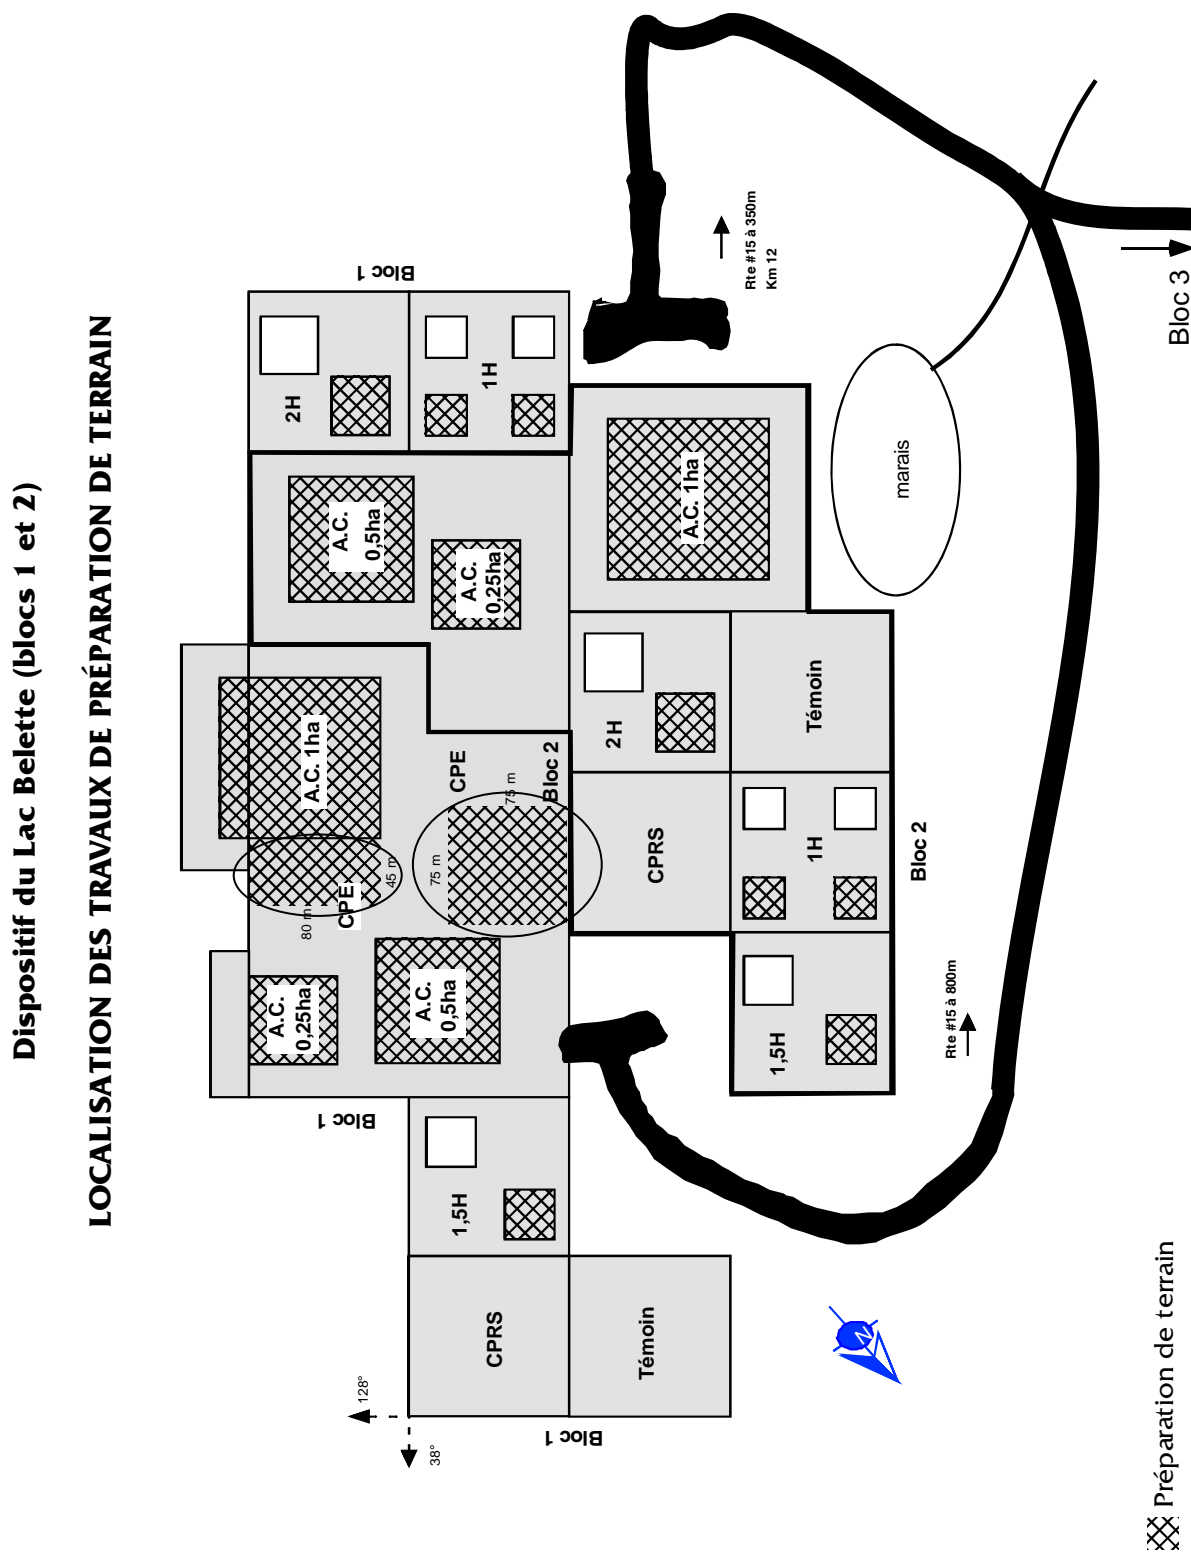 Dispositif du Lac Belette (blocs 1 et 2)
LOCALISATION DES TRAVAUX DE PRÉPARATION DE TERRAIN
Bloc 1
2H
1H
A.C.
0,5ha
A.C.
0,25ha
A.C. 1ha
A.C. 1ha
CPE
75 m
75 m
Bloc 2
80 m
45 m
CPE
A.C.
0,25ha
A.C.
0,5ha
Bloc 1
1,5H
CPRS
Témoin
Bloc 1
128°
38°
2H
Témoin
CPRS
1H
Bloc 2
1,5H
Rte #15 à 350m
Km 12
marais
Bloc 3
Rte #15 à 800m
N
Préparation de terrain